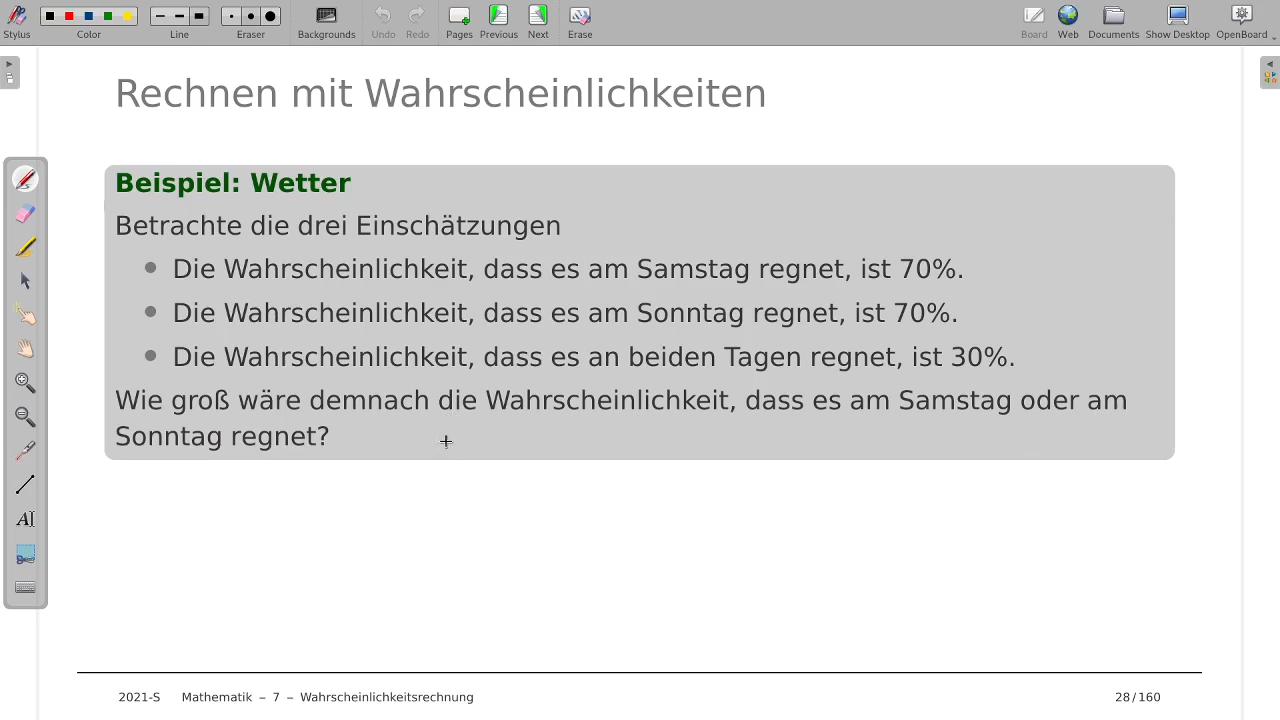 Stylus
Color
Line
Eraser
Backgrounds
Undo
Redo
Pages
Previous
Next
Erase
Board
Web
Documents
Show Desktop
OpenBoard
Rechnen mit Wahrscheinlichkeiten
Beispiel: Wetter
Betrachte die drei Einschätzungen
• Die Wahrscheinlichkeit, dass es am Samstag regnet, ist 70%.
• Die Wahrscheinlichkeit, dass es am Sonntag regnet, ist 70%.
• Die Wahrscheinlichkeit, dass es an beiden Tagen regnet, ist 30%.
Wie groß wäre demnach die Wahrscheinlichkeit, dass es am Samstag oder am
Sonntag regnet?
AI
2021-S Mathematik – 7 – Wahrscheinlichkeitsrechnung 28/160